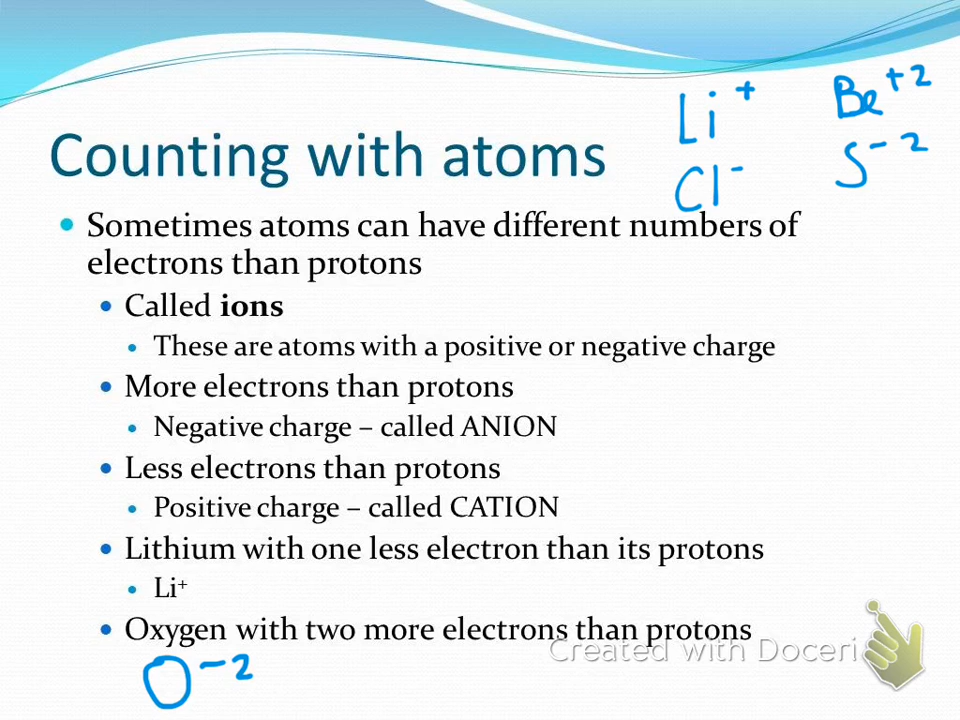 Li⁺ Be⁺²
Counting with atoms
Cl⁻ S⁻²
Sometimes atoms can have different numbers of
electrons than protons
Called ions
These are atoms with a positive or negative charge
More electrons than protons
Negative charge – called ANION
Less electrons than protons
Positive charge – called CATION
Lithium with one less electron than its protons
Li⁺
Oxygen with two more electrons than protons
Created with Doceri
O⁻²